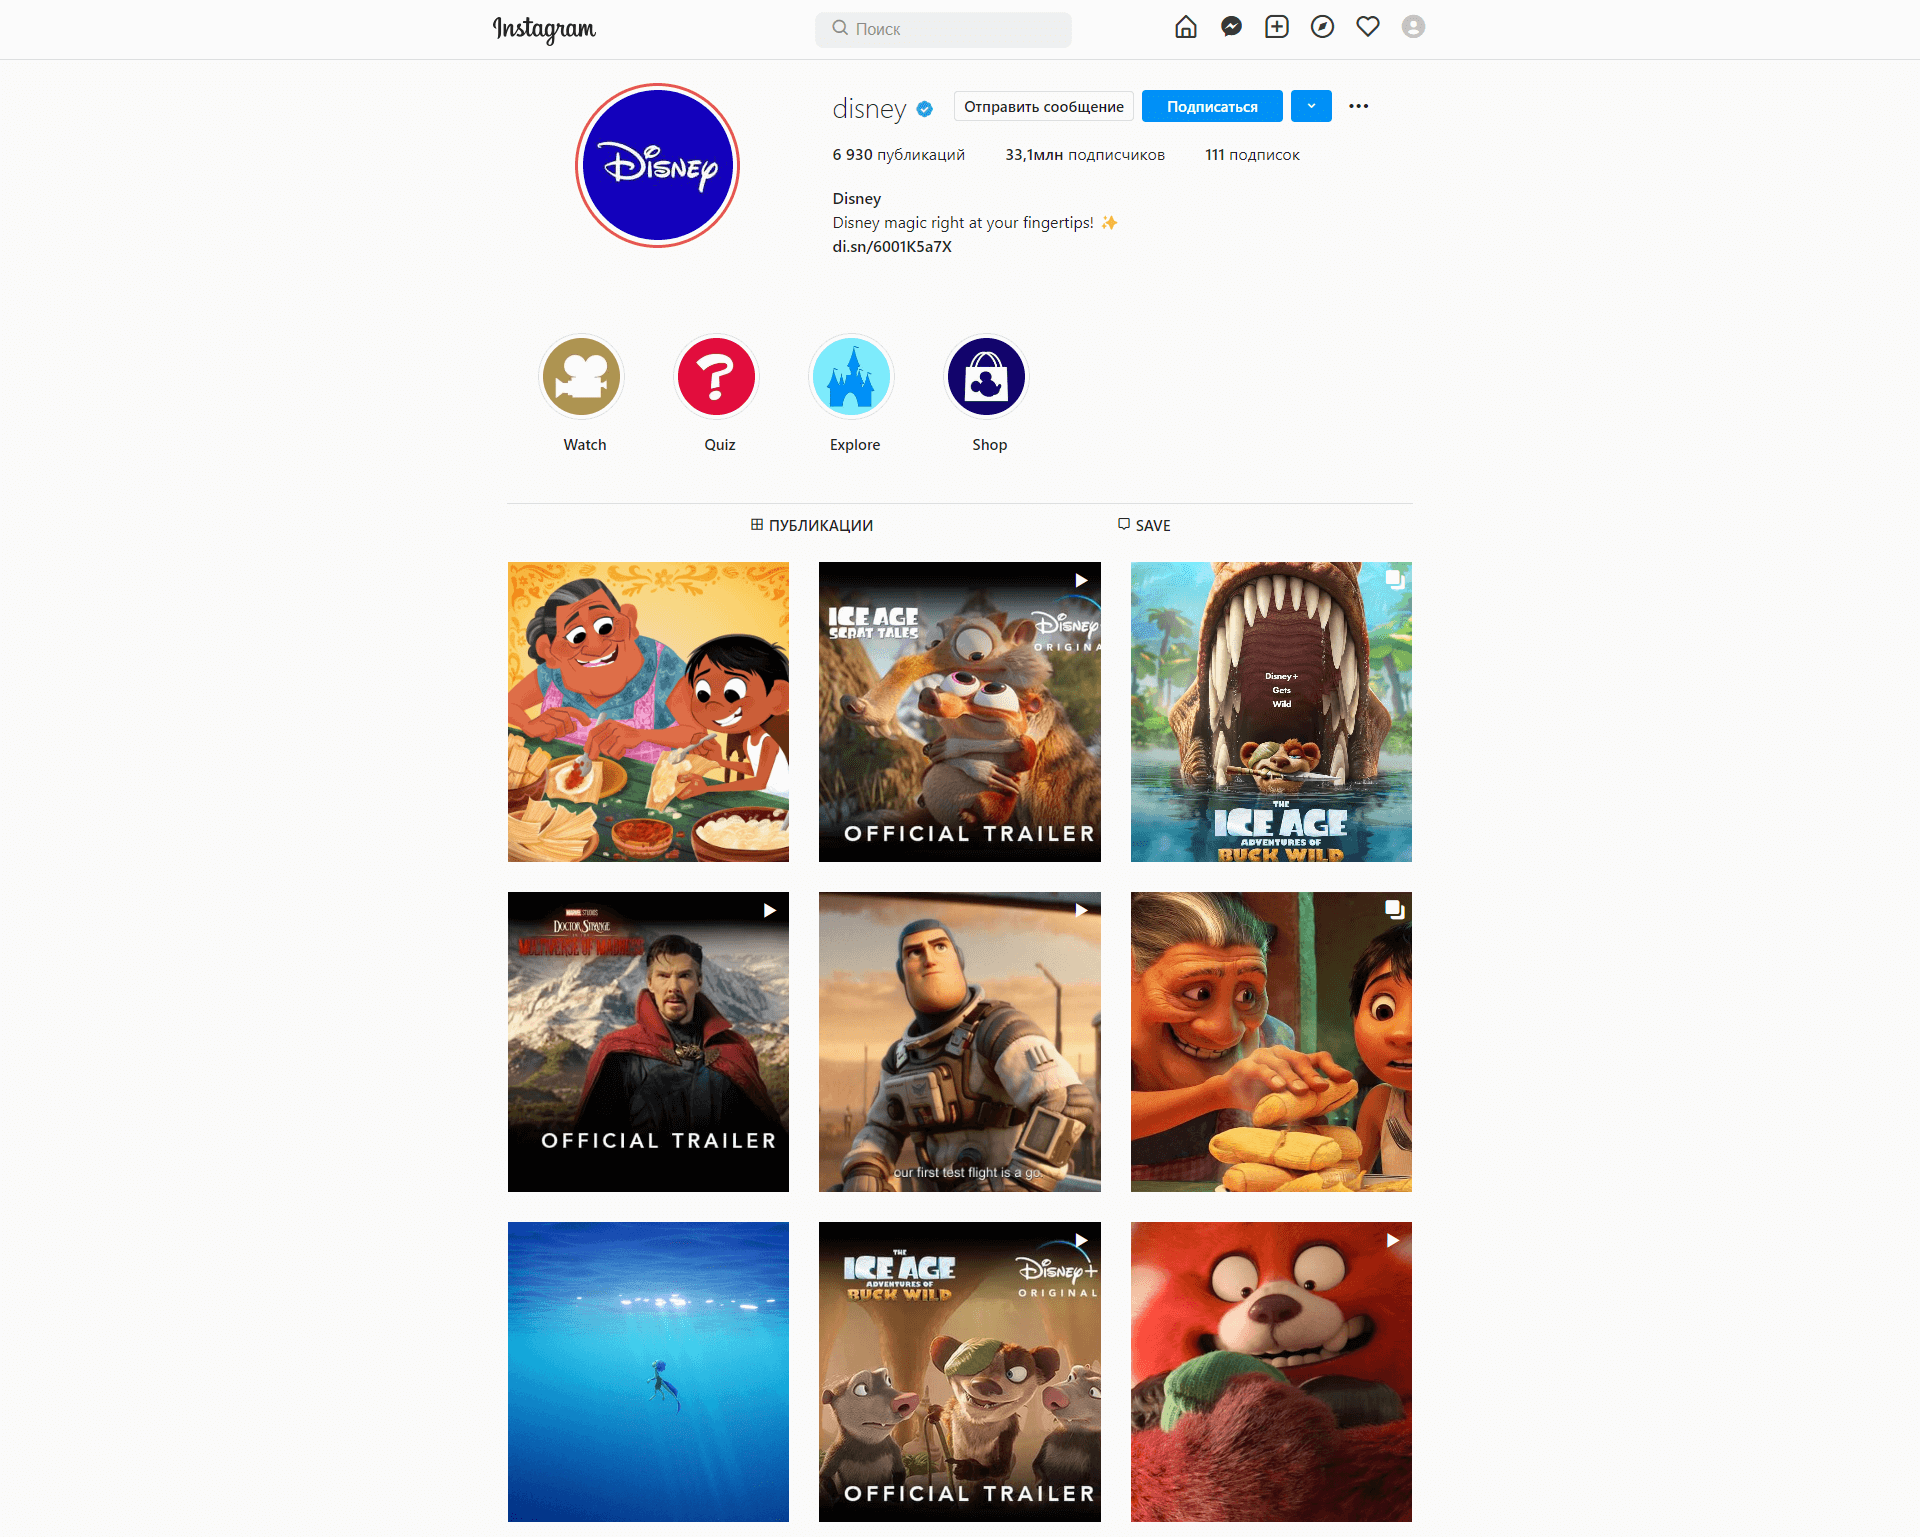 Instagram
Поиск
Disney
disney
Отправить сообщение
Подписаться
6 930 публикаций
33,1млн подписчиков
111 подписок
Disney
Disney magic right at your fingertips! ✨
di.sn/6001K5a7X
Watch
Quiz
Explore
Shop
ПУБЛИКАЦИИ
SAVE
ICE AGE
SCRAT TALES
Disney
ORIGINA
OFFICIAL TRAILER
Disney+
Gets
Wild
THE
ICE AGE
ADVENTURES OF
BUCK WILD
MARVEL STUDIOS
DOCTOR STRANGE
IN THE
MULTIVERSE OF MADNESS
OFFICIAL TRAILER
our first test flight is a go.
THE
ICE AGE
ADVENTURES OF
BUCK WILD
Disney+
ORIGINAL
OFFICIAL TRAILER